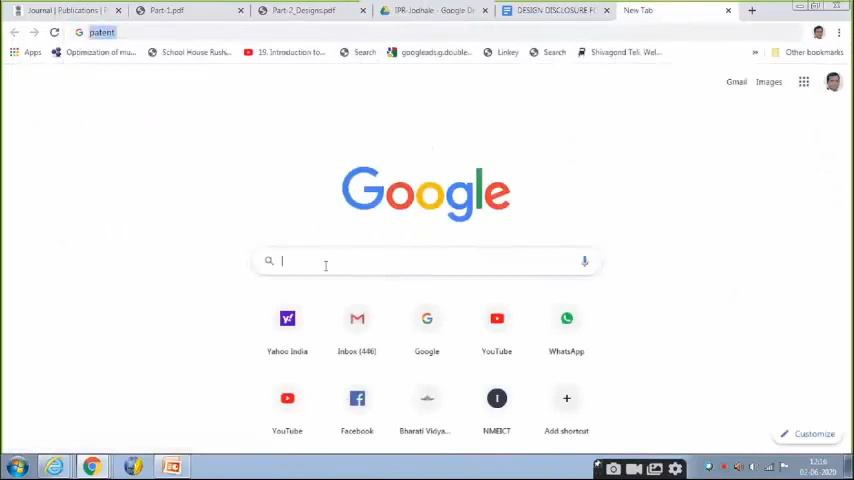 Journal | Publications | F
Part-1.pdf
Part-2_Designs.pdf
IPR-Jodhale - Google Dr
DESIGN DISCLOSURE FO
New Tab
patent
Apps
Optimization of mu...
School House Rush...
19. Introduction to...
Search
googleads.g.double...
Linkey
Search
Shivagond Teli, Wel...
»
Other bookmarks
Gmail Images
Google
Yahoo India
Inbox (446)
Google
YouTube
WhatsApp
YouTube
Facebook
Bharati Vidya...
NMEICT
Add shortcut
Customize
12:16
02-06-2020